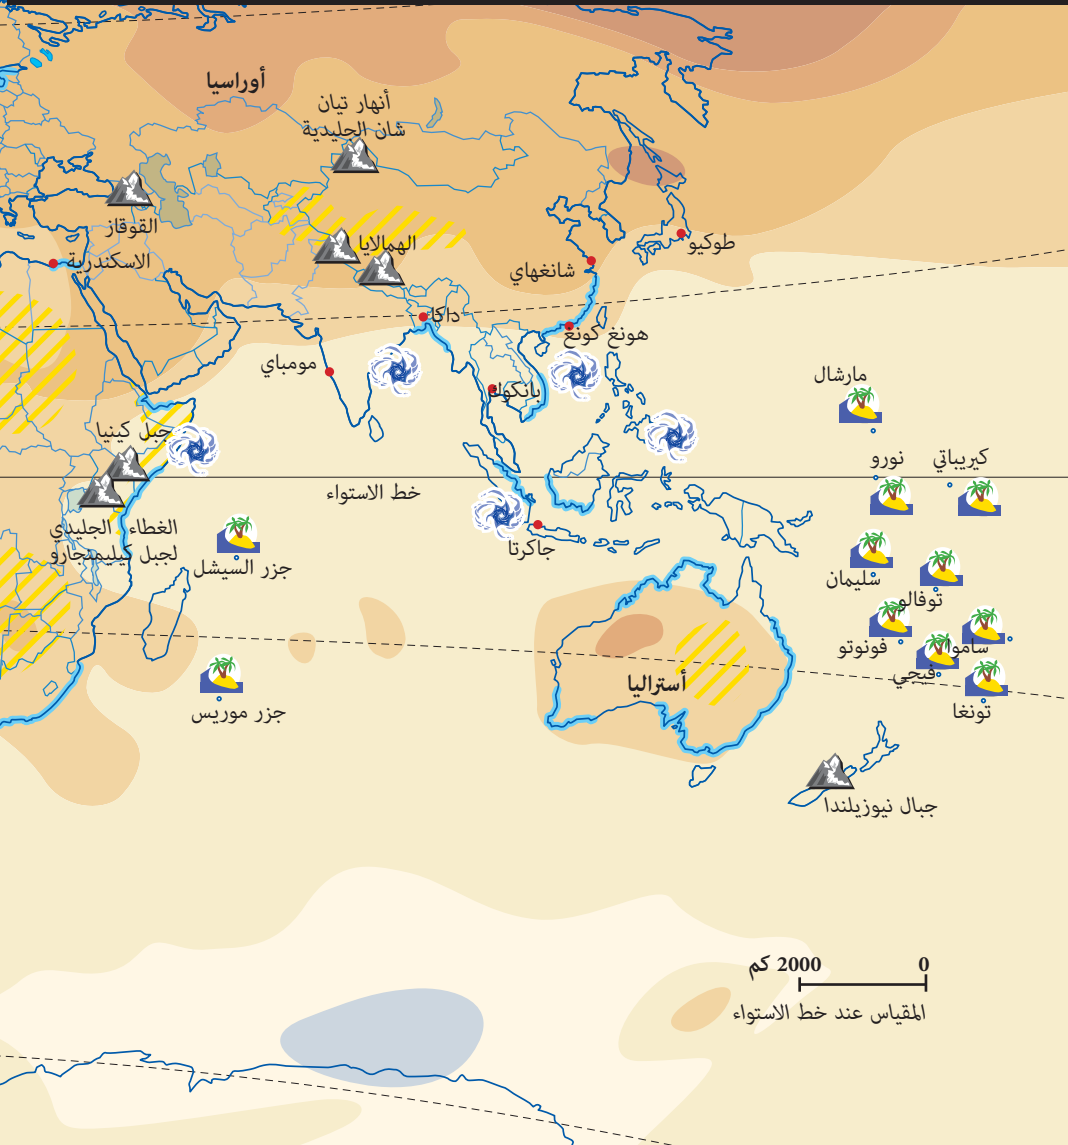 أوراسيا
أنهار تيان
شان الجليدية
القوقاز
الهمالايا
طوكيو
الاسكندرية
شانغهاي
داكا
هونغ كونغ
مومباي
بانكوك
مارشال
جبل كينيا
نورو
كيريباتي
خط الاستواء
الغطاء الجليدي
لجبل كيليمنجارو
جاكرتا
جزر السيشل
سليمان
توفالو
فونوتو
ساموا
فيجي
أستراليا
تونغا
جزر موريس
جبال نيوزيلندا
0
2000 كم
المقياس عند خط الاستواء